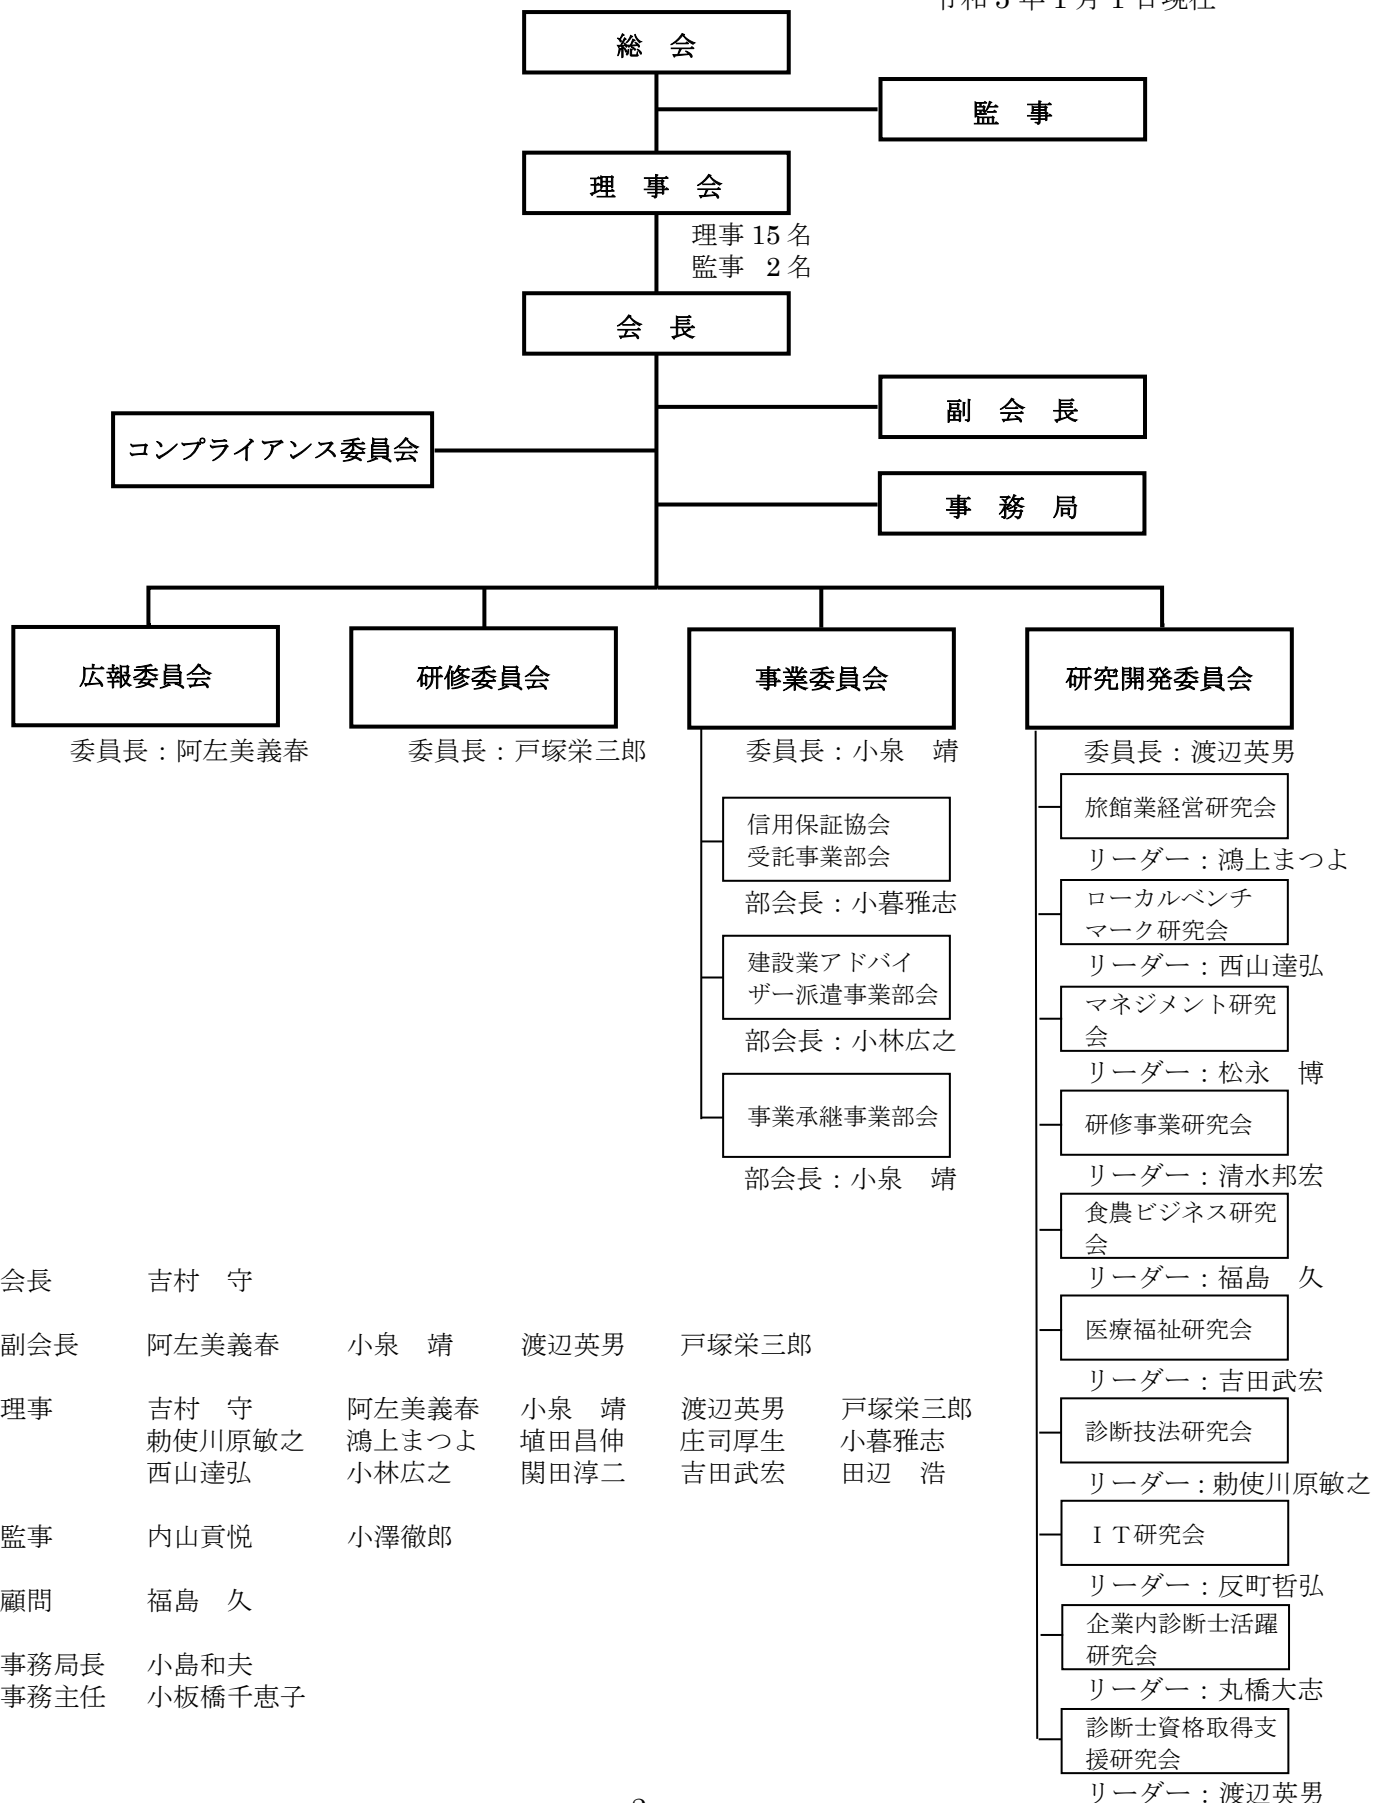 令和5年1月1日現在
総　会
監　事
理　事　会
理事 15 名
監事　2 名
会　長
副　会　長
コンプライアンス委員会
事　務　局
広報委員会
研修委員会
事業委員会
研究開発委員会
委員長：阿左美義春
委員長：戸塚栄三郎
委員長：小泉　靖
委員長：渡辺英男
信用保証協会
受託事業部会
部会長：小暮雅志
建設業アドバイ
ザー派遣事業部会
部会長：小林広之
事業承継事業部会
部会長：小泉　靖
旅館業経営研究会
リーダー：鴻上まつよ
ローカルベンチ
マーク研究会
リーダー：西山達弘
マネジメント研究
会
リーダー：松永　博
研修事業研究会
リーダー：清水邦宏
食農ビジネス研究
会
リーダー：福島　久
医療福祉研究会
リーダー：吉田武宏
診断技法研究会
リーダー：勅使川原敏之
ＩＴ研究会
リーダー：反町哲弘
企業内診断士活躍
研究会
リーダー：丸橋大志
診断士資格取得支
援研究会
リーダー：渡辺英男
会長　吉村　守
副会長　阿左美義春　小泉　靖　渡辺英男　戸塚栄三郎
理事　吉村　守　阿左美義春　小泉　靖　渡辺英男　戸塚栄三郎
勅使川原敏之　鴻上まつよ　埴田昌伸　庄司厚生　小暮雅志
西山達弘　小林広之　関田淳二　吉田武宏　田辺　浩
監事　内山貢悦　小澤徹郎
顧問　福島　久
事務局長　小島和夫
事務主任　小板橋千恵子